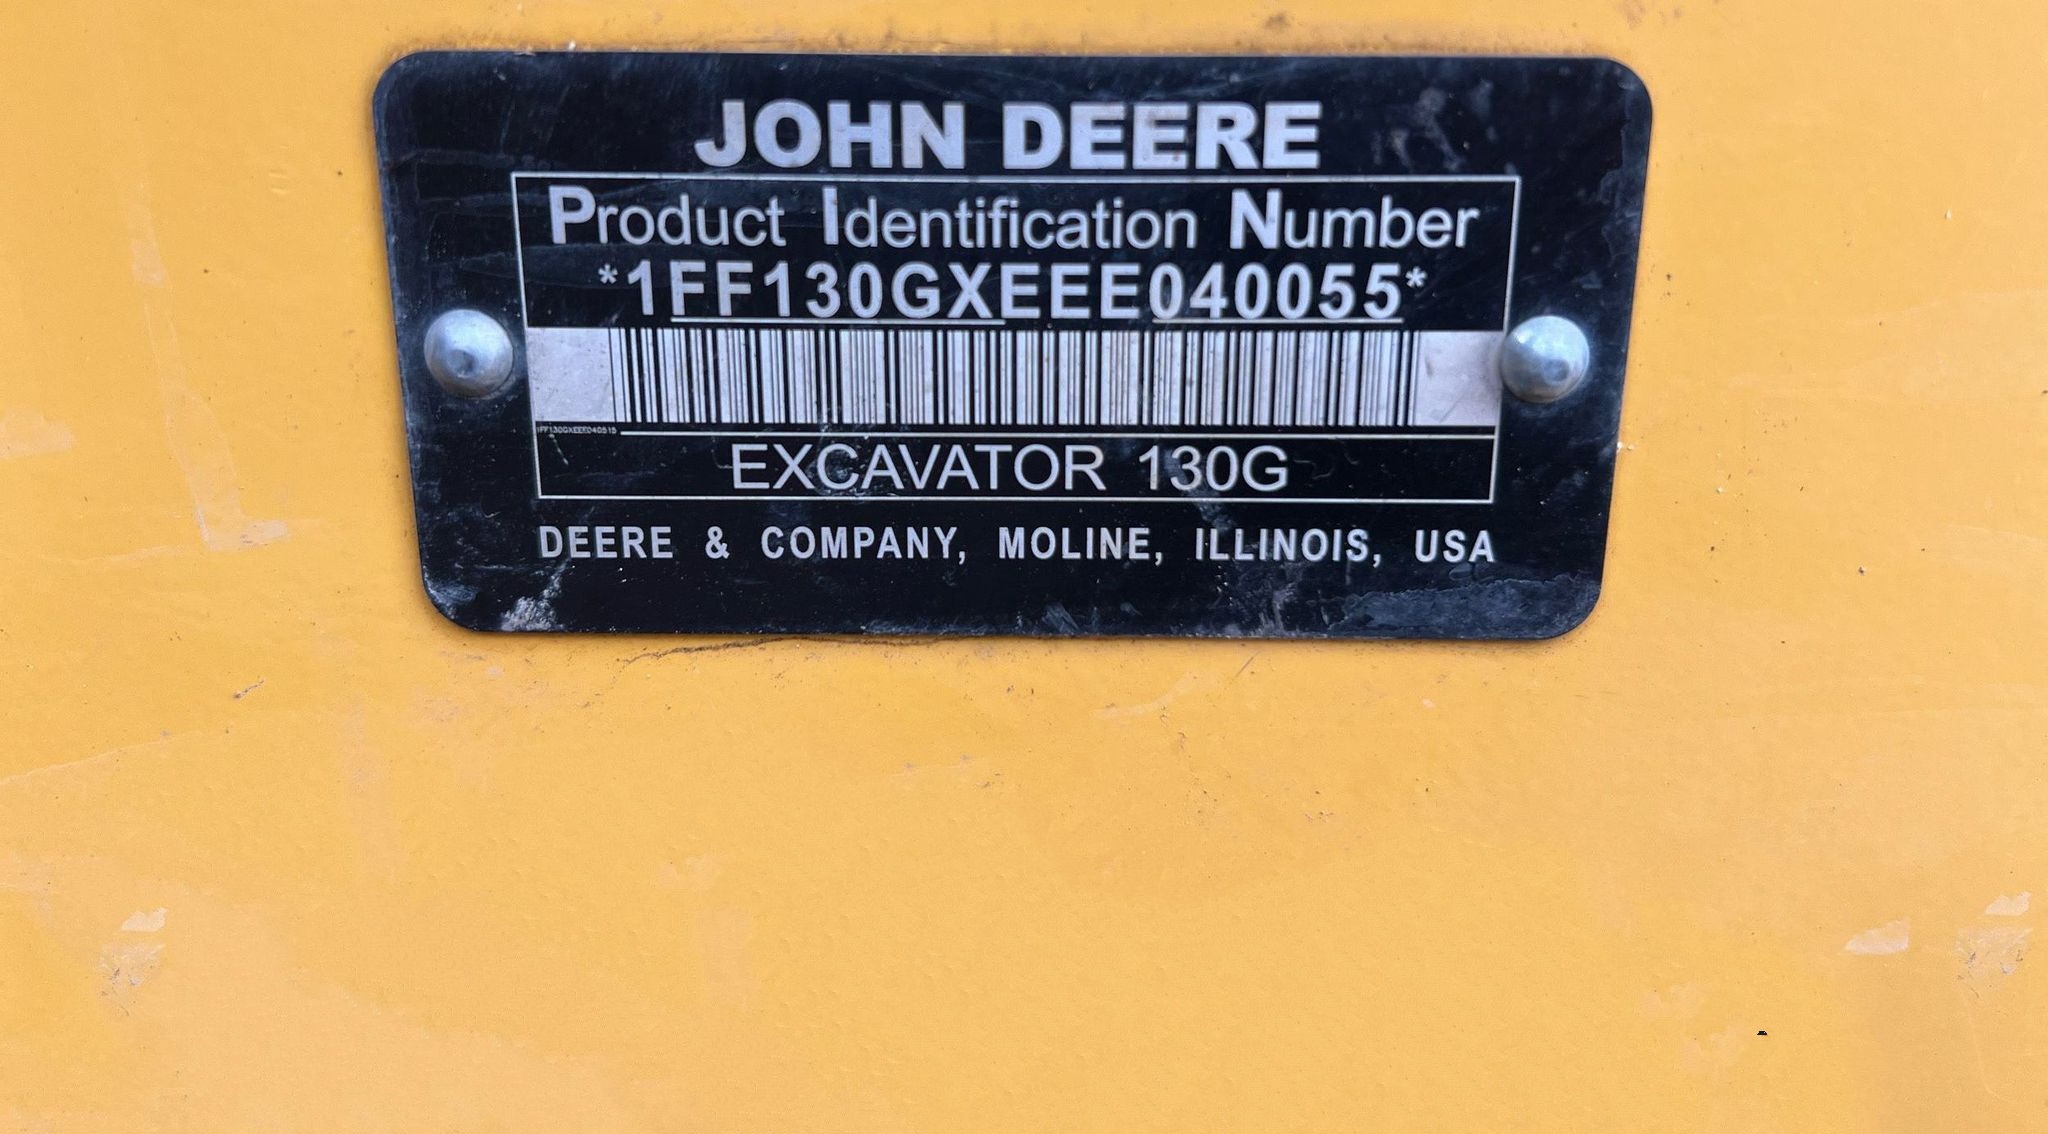 JOHN DEERE
Product Identification Number
*1FF130GXEEE040055*
EXCAVATOR 130G
DEERE & COMPANY, MOLINE, ILLINOIS, USA